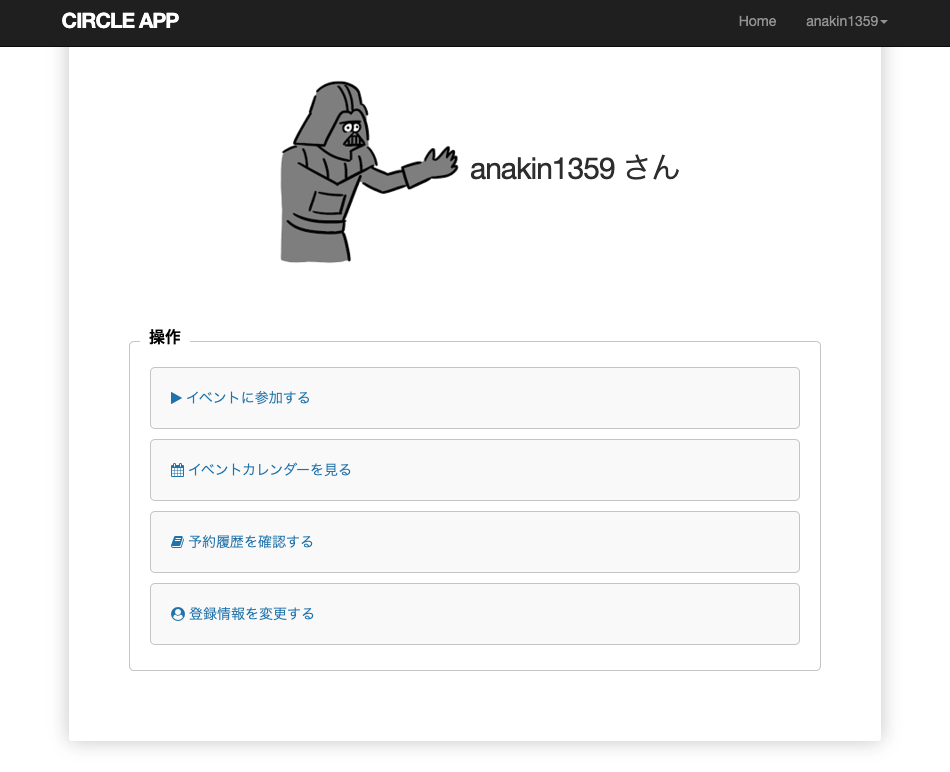 CIRCLE APP
Home
anakin1359
anakin1359 さん
操作
イベントに参加する
イベントカレンダーを見る
予約履歴を確認する
登録情報を変更する